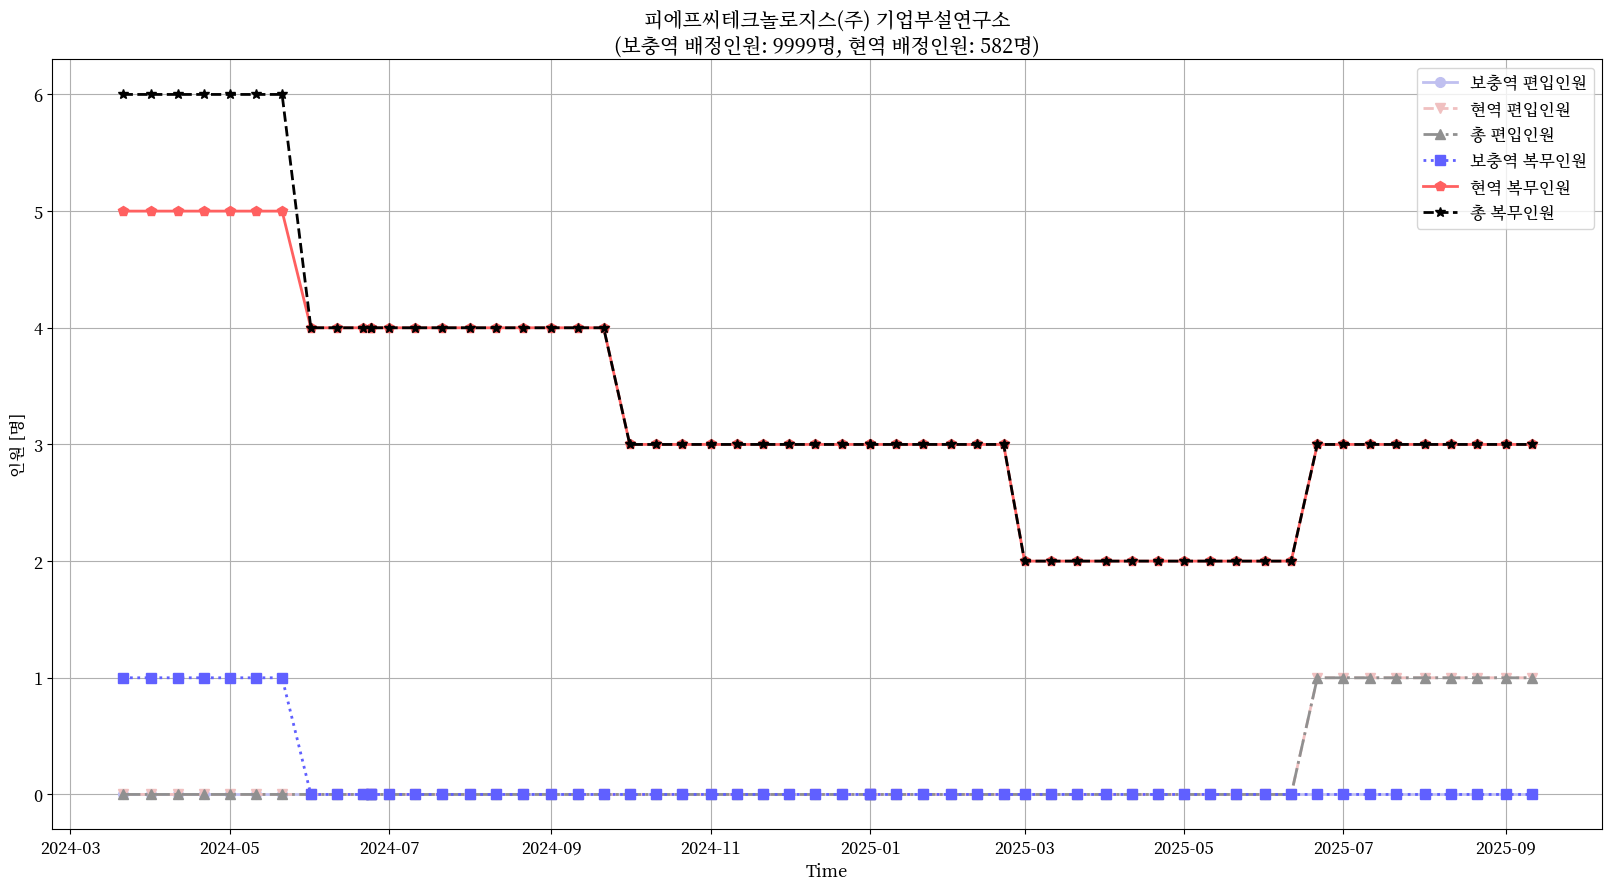 피에프씨테크놀로지스(주) 기업부설연구소
(보충역 배정인원: 9999명, 현역 배정인원: 582명)
보충역 편입인원
현역 편입인원
총 편입인원
보충역 복무인원
현역 복무인원
총 복무인원
인원 [명]
6
5
4
3
2
1
0
2024-03
2024-05
2024-07
2024-09
2024-11
2025-01
2025-03
2025-05
2025-07
2025-09
Time